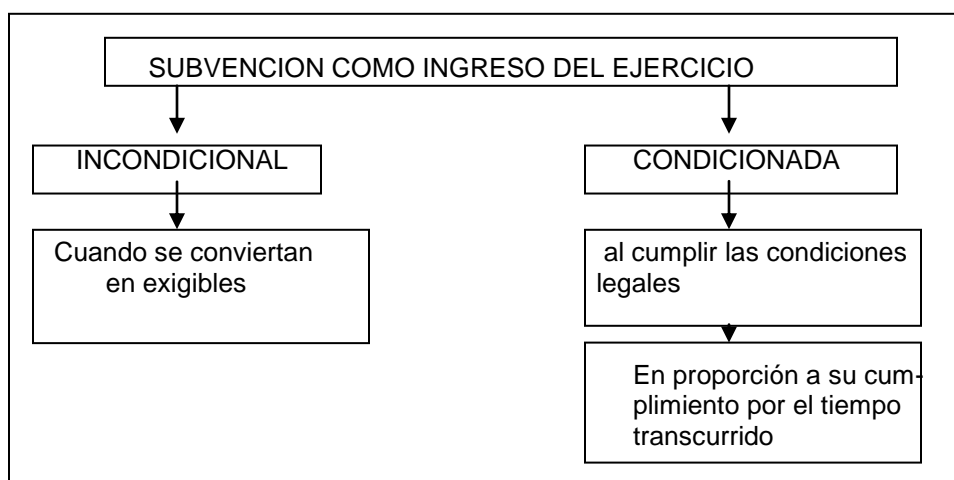 SUBVENCION COMO INGRESO DEL EJERCICIO
INCONDICIONAL
CONDICIONADA
Cuando se conviertan
en exigibles
al cumplir las condiciones
legales
En proporción a su cum-
plimiento por el tiempo
transcurrido